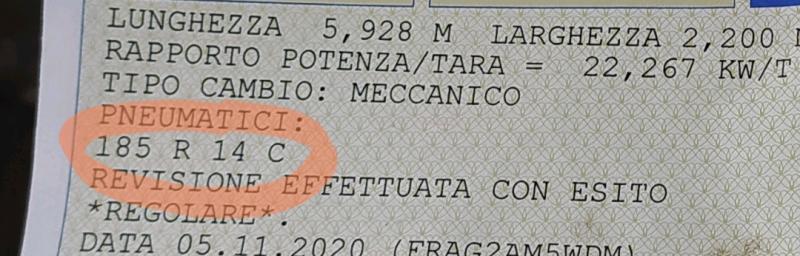 LUNGHEZZA 5,928 M LARGHEZZA 2,200
RAPPORTO POTENZA/TARA = 22,267 KW/T
TIPO CAMBIO: MECCANICO
PNEUMATICI:
185 R 14 C
REVISIONE EFFETTUATA CON ESITO
*REGOLARE*.
DATA 05.11.2020 (FRAG2AM5WDM)